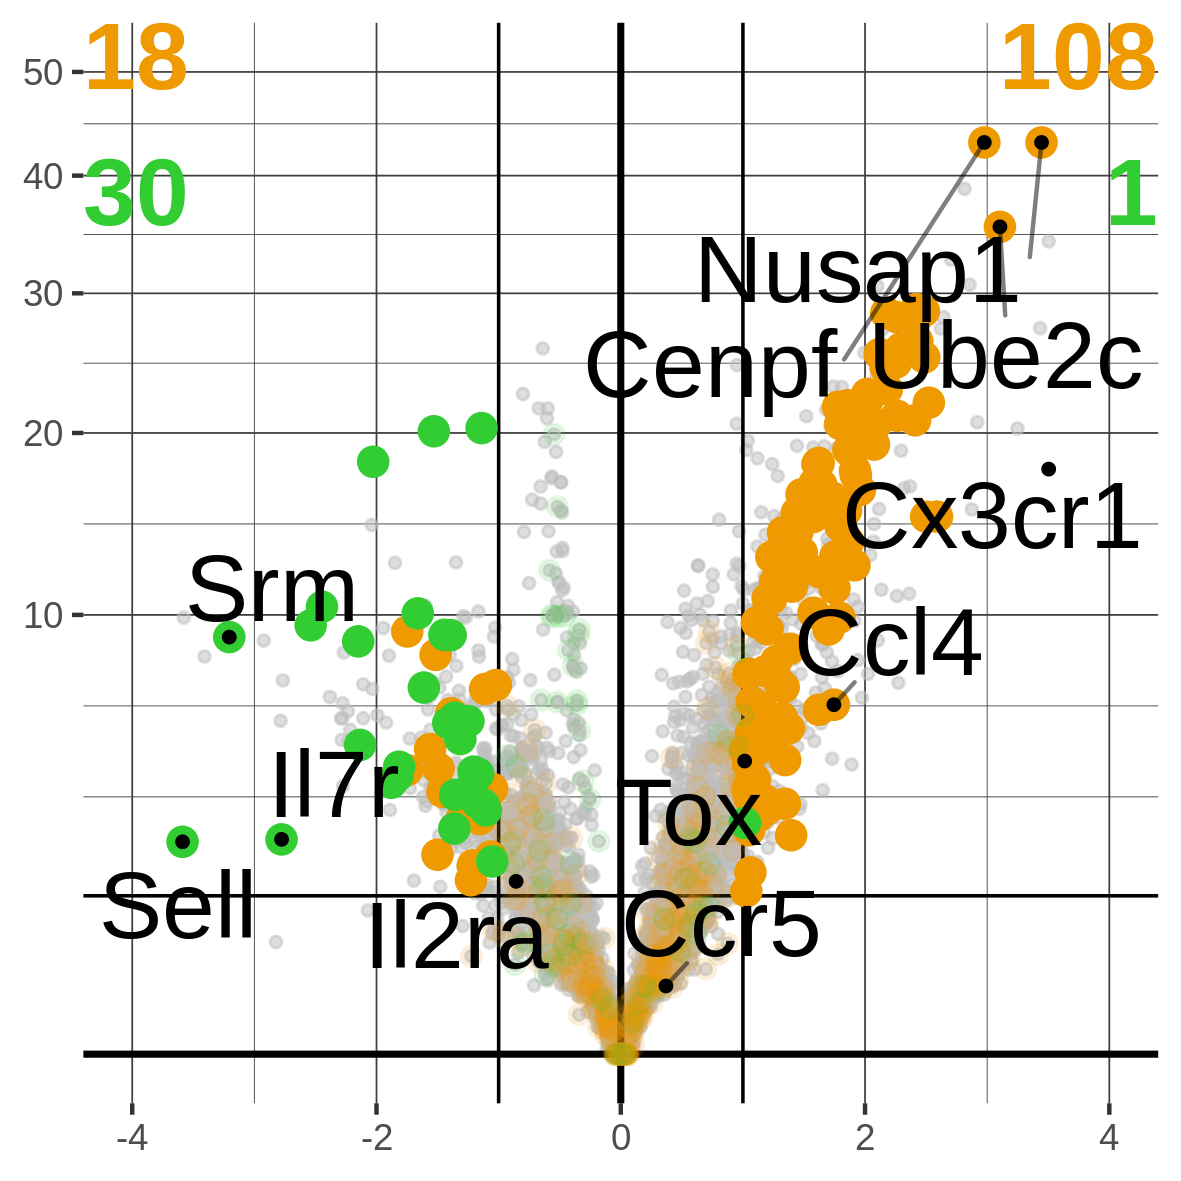 18 108
50
40
30 1
Nusap1
30
Cenpf Ube2c
20
Cx3cr1
Srm
10
Ccl4
Il7r
Tox
Sell
Il2ra Ccr5
-4 -2 0 2 4